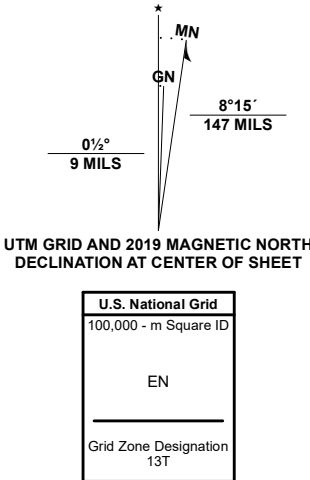 ★
MN
GN
8°15´
147 MILS
0½°
9 MILS
UTM GRID AND 2019 MAGNETIC NORTH
DECLINATION AT CENTER OF SHEET
U.S. National Grid
100,000 - m Square ID
EN
Grid Zone Designation
13T